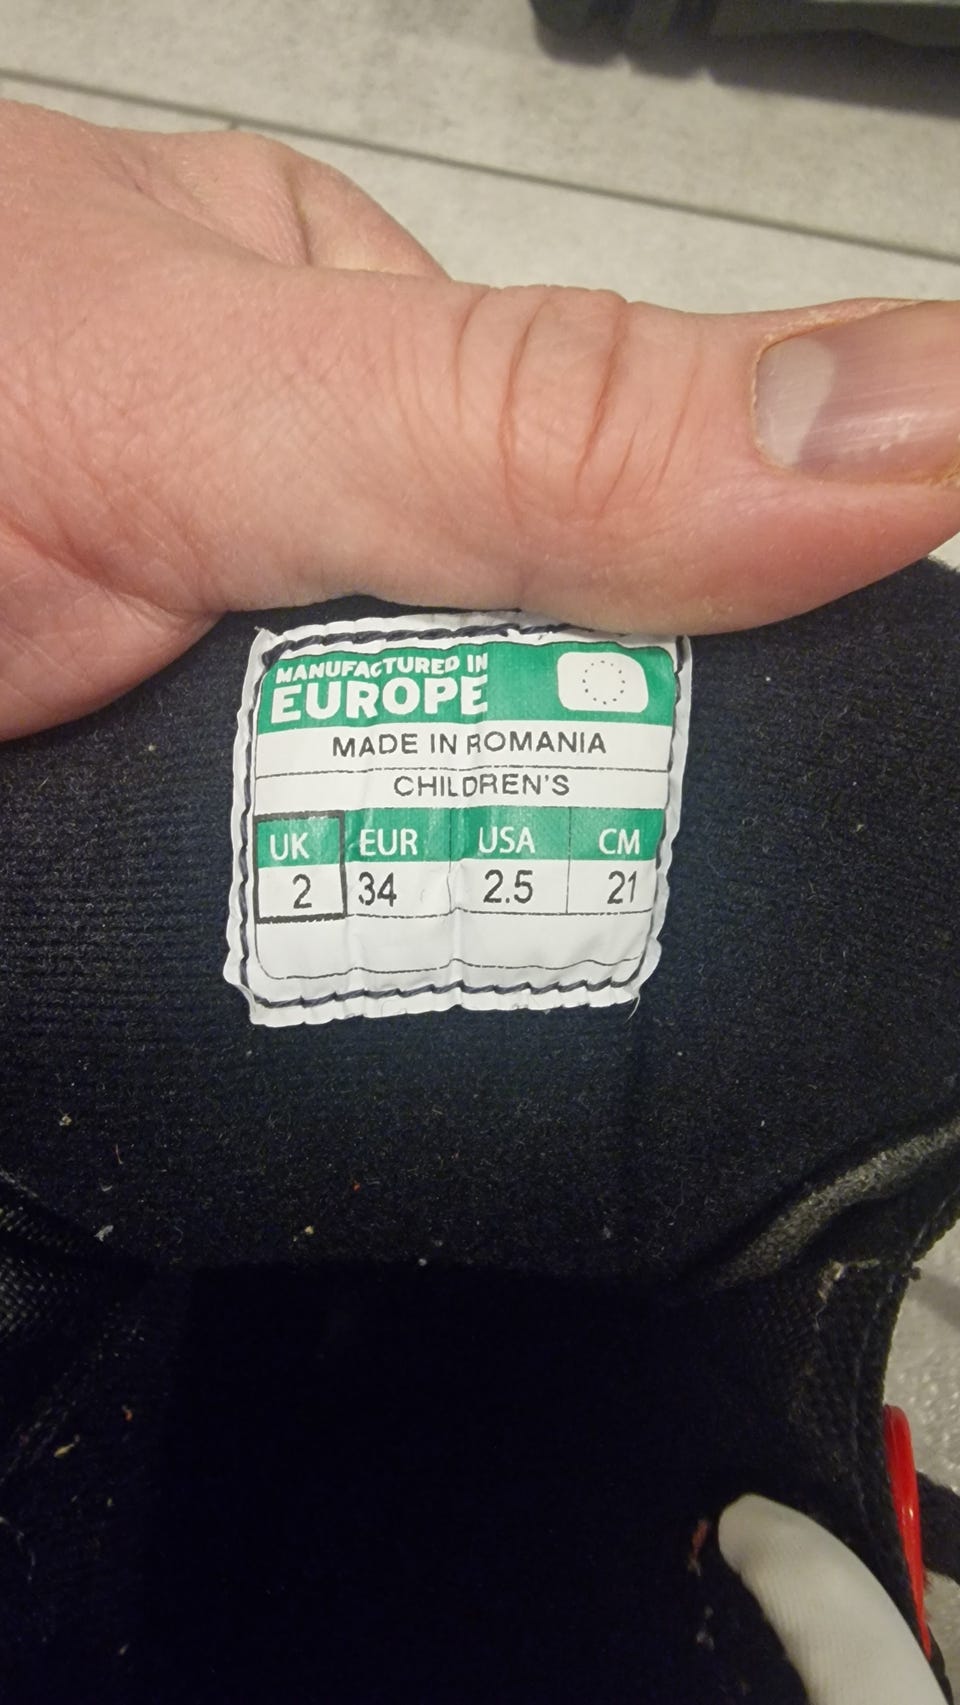 MANUFACTURED IN
EUROPE
MADE IN ROMANIA
CHILDREN'S
UK EUR USA CM
2 34 2.5 21